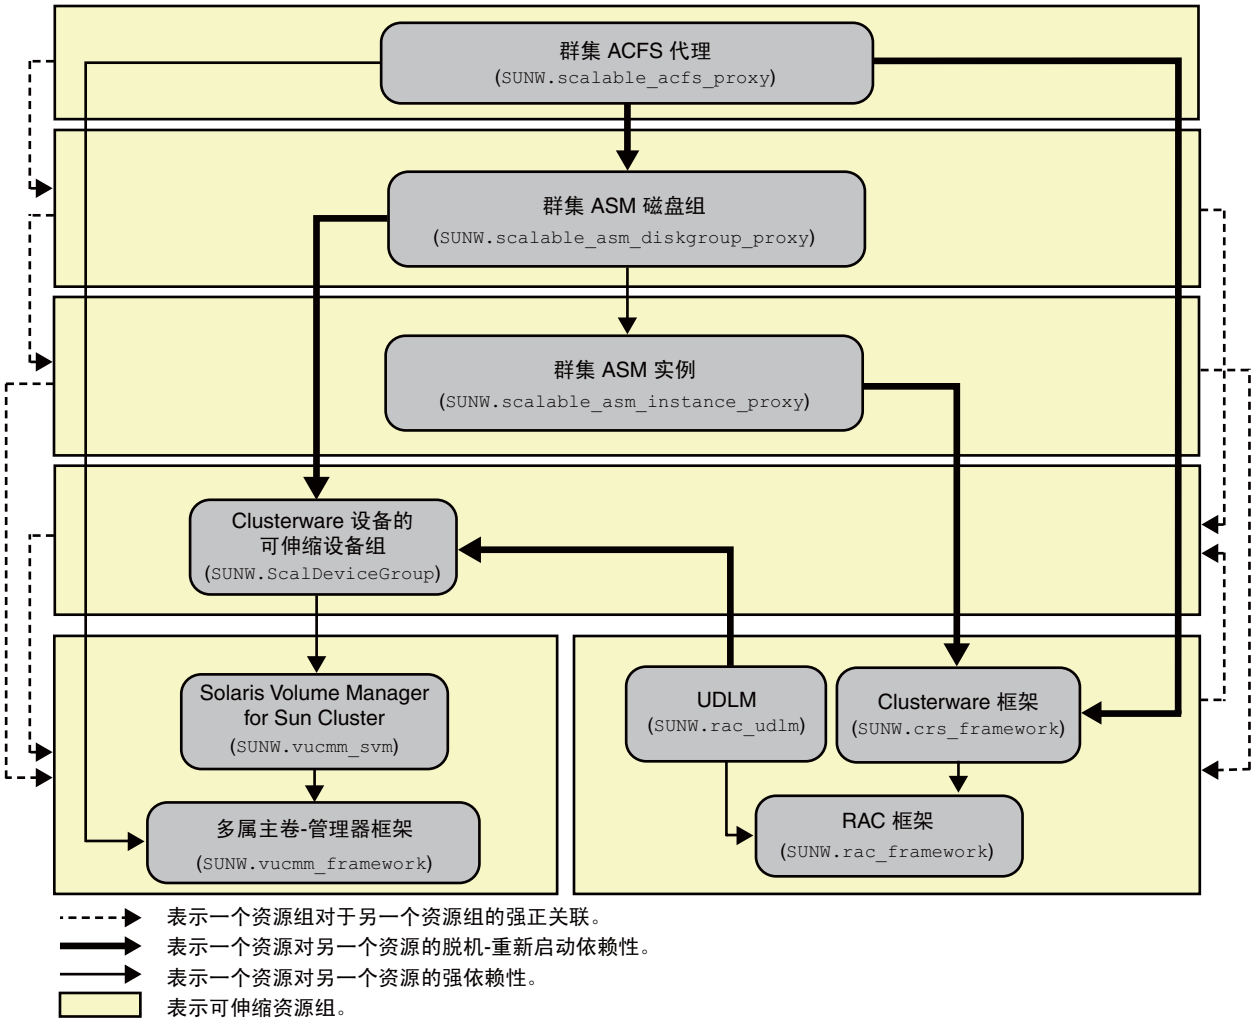 群集 ACFS 代理
(SUNW.scalable_acfs_proxy)
群集 ASM 磁盘组
(SUNW.scalable_asm_diskgroup_proxy)
群集 ASM 实例
(SUNW.scalable_asm_instance_proxy)
Clusterware 设备的
可伸缩设备组
(SUNW.ScalDeviceGroup)
Solaris Volume Manager
for Sun Cluster
(SUNW.vucmm_svm)
UDLM
(SUNW.rac_udlm)
Clusterware 框架
(SUNW.crs_framework)
多属主卷-管理器框架
(SUNW.vucmm_framework)
RAC 框架
(SUNW.rac_framework)
表示一个资源组对于另一个资源组的强正关联。
表示一个资源对另一个资源的脱机-重新启动依赖性。
表示一个资源对另一个资源的强依赖性。
表示可伸缩资源组。